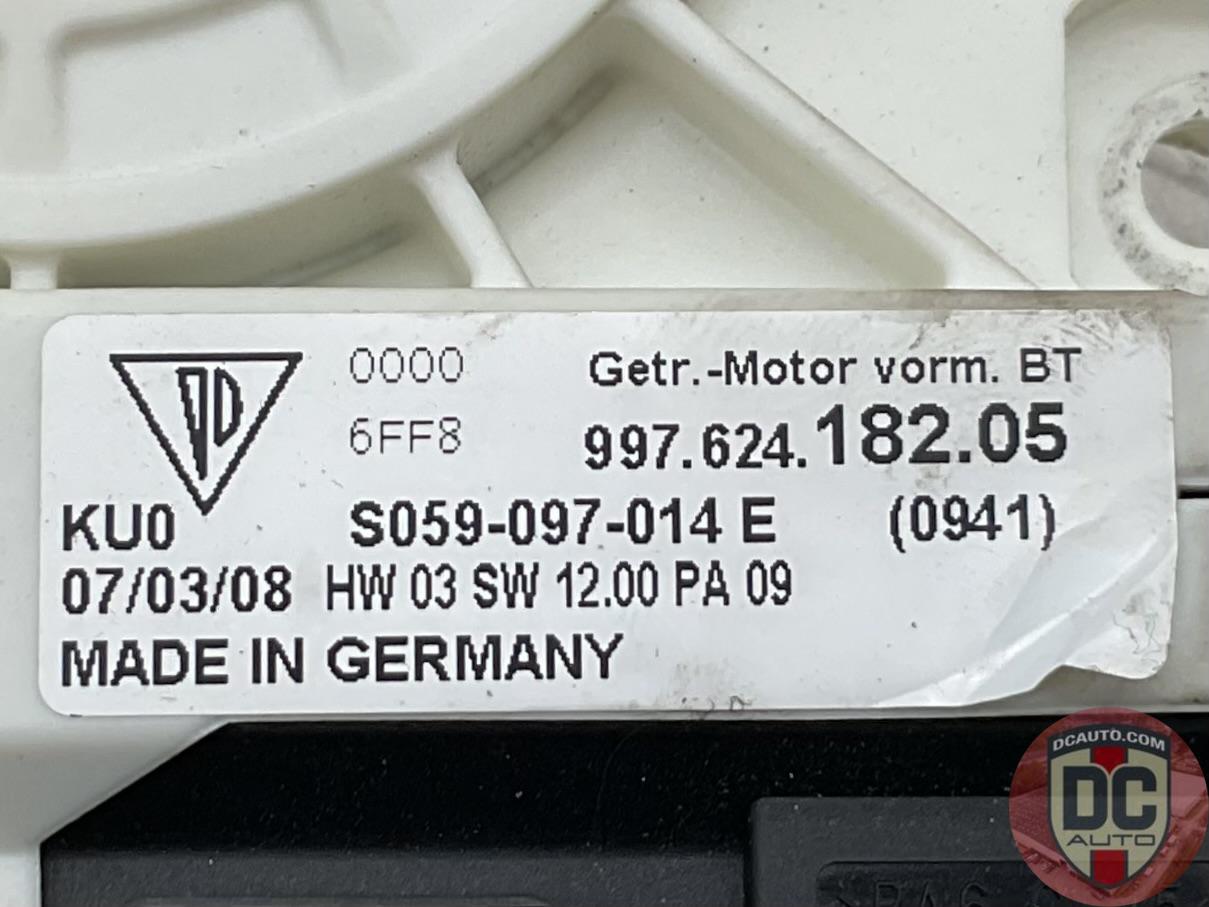 0000
Getr.-Motor vorm. BT
6FF8
997.624.182.05
KU0 S059-097-014 E (0941)
07/03/08 HW 03 SW 12.00 PA 09
MADE IN GERMANY
DCAUTO.COM
DC
AUTO